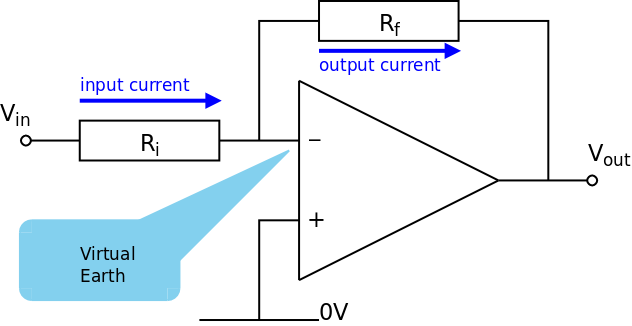 Rf
output current
input current
Vin
Ri
−
Vout
+
Virtual
Earth
0V